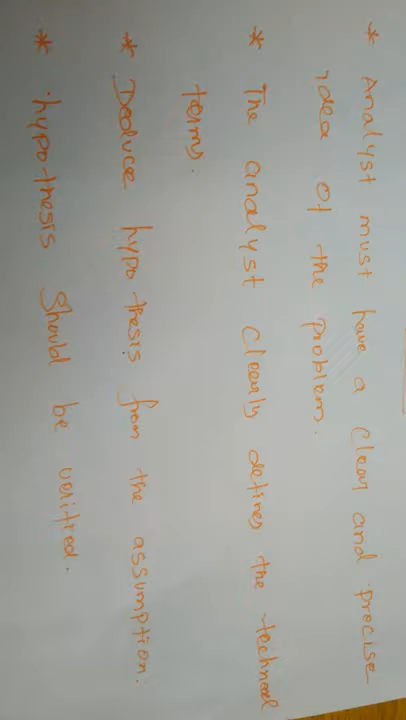 * Analyst must have a clear and precise
idea of the problem.
* The analyst clearly defines the technael
terms.
* Deduce hypothesis from the assumption.
* hypothesis should be verified.